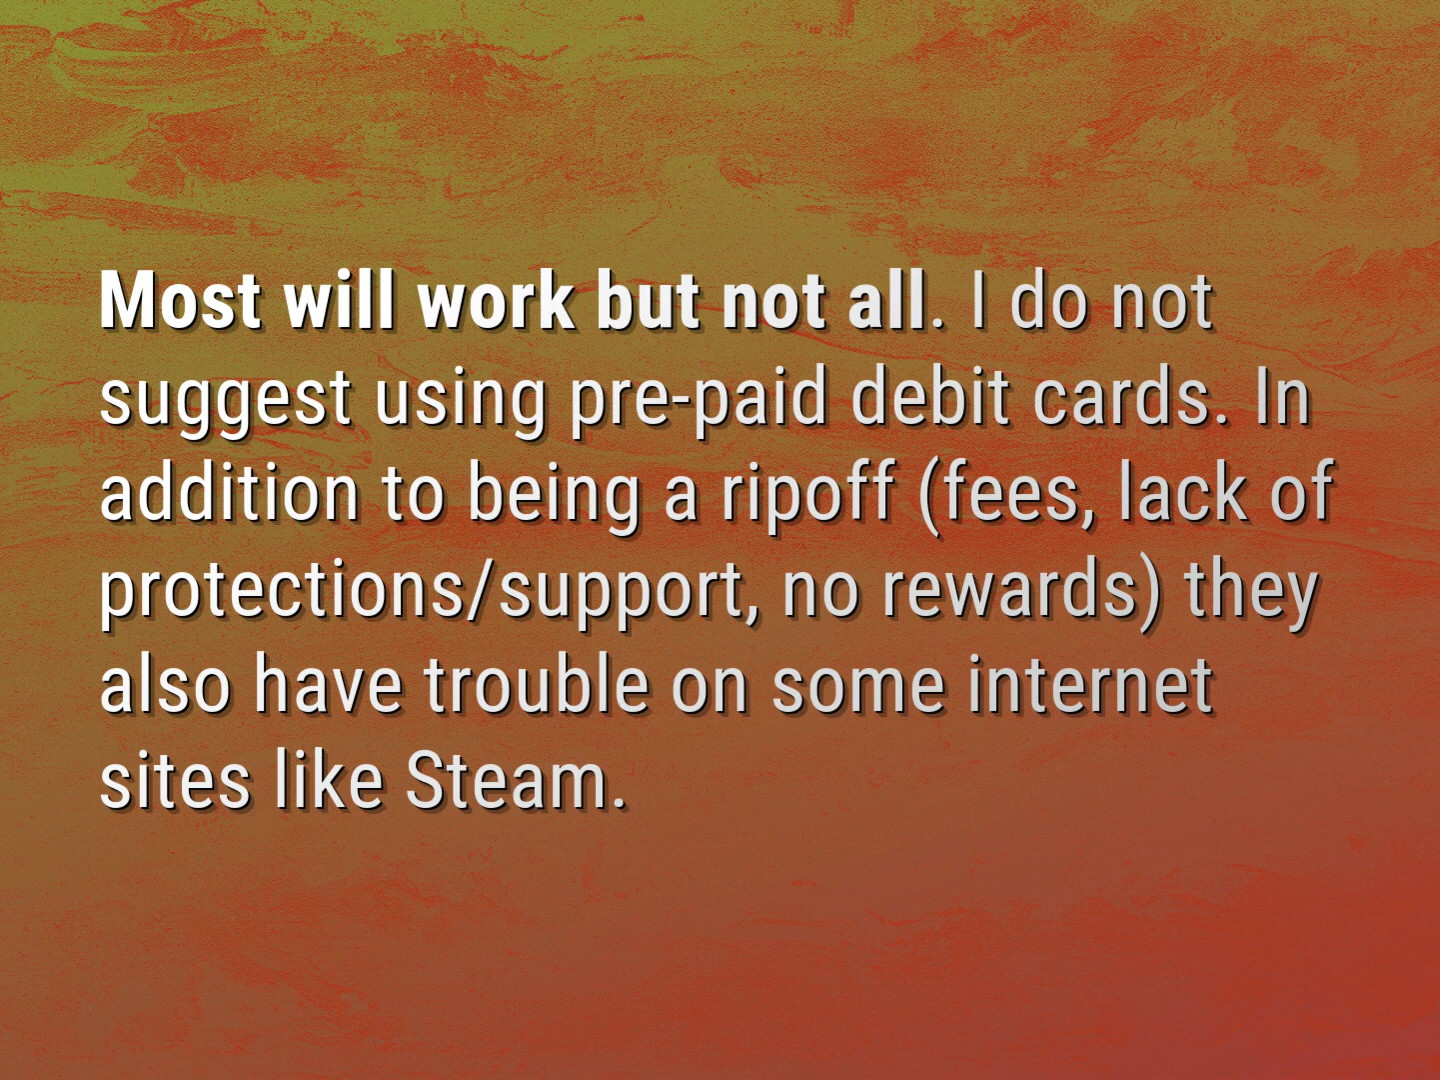 Most will work but not all. I do not
suggest using pre-paid debit cards. In
addition to being a ripoff (fees, lack of
protections/support, no rewards) they
also have trouble on some internet
sites like Steam.